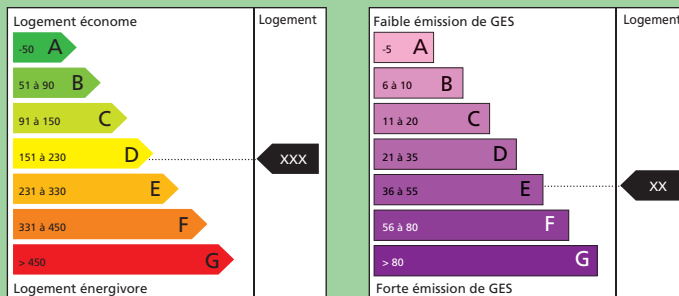 Logement économe
Logement
-50 A
51 à 90 B
91 à 150 C
151 à 230 D
XXX
231 à 330 E
331 à 450 F
> 450 G
Logement énergivore
Faible émission de GES
Logement
-5 A
6 à 10 B
11 à 20 C
21 à 35 D
36 à 55 E
XX
56 à 80 F
> 80 G
Forte émission de GES